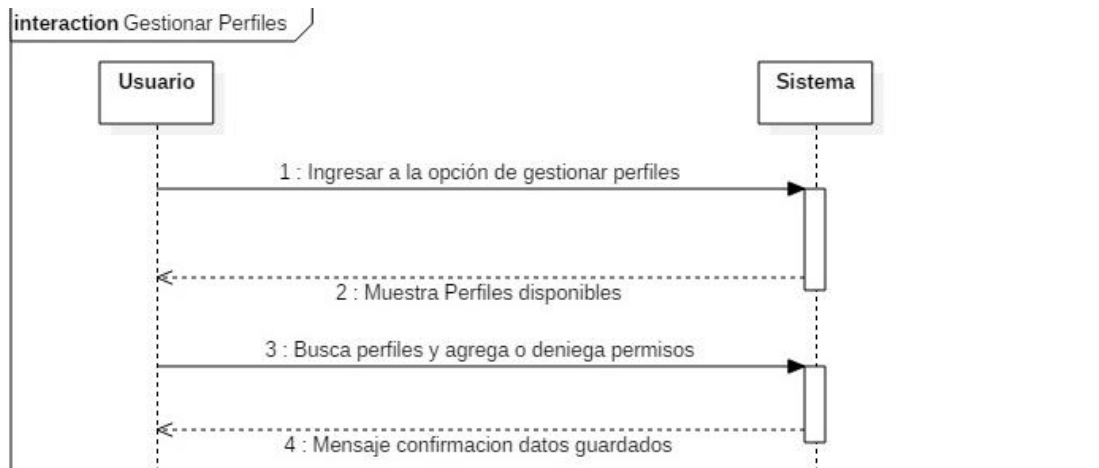 interaction Gestionar Perfiles
Usuario
Sistema
1 : Ingresar a la opción de gestionar perfiles
2 : Muestra Perfiles disponibles
3 : Busca perfiles y agrega o deniega permisos
4 : Mensaje confirmacion datos guardados